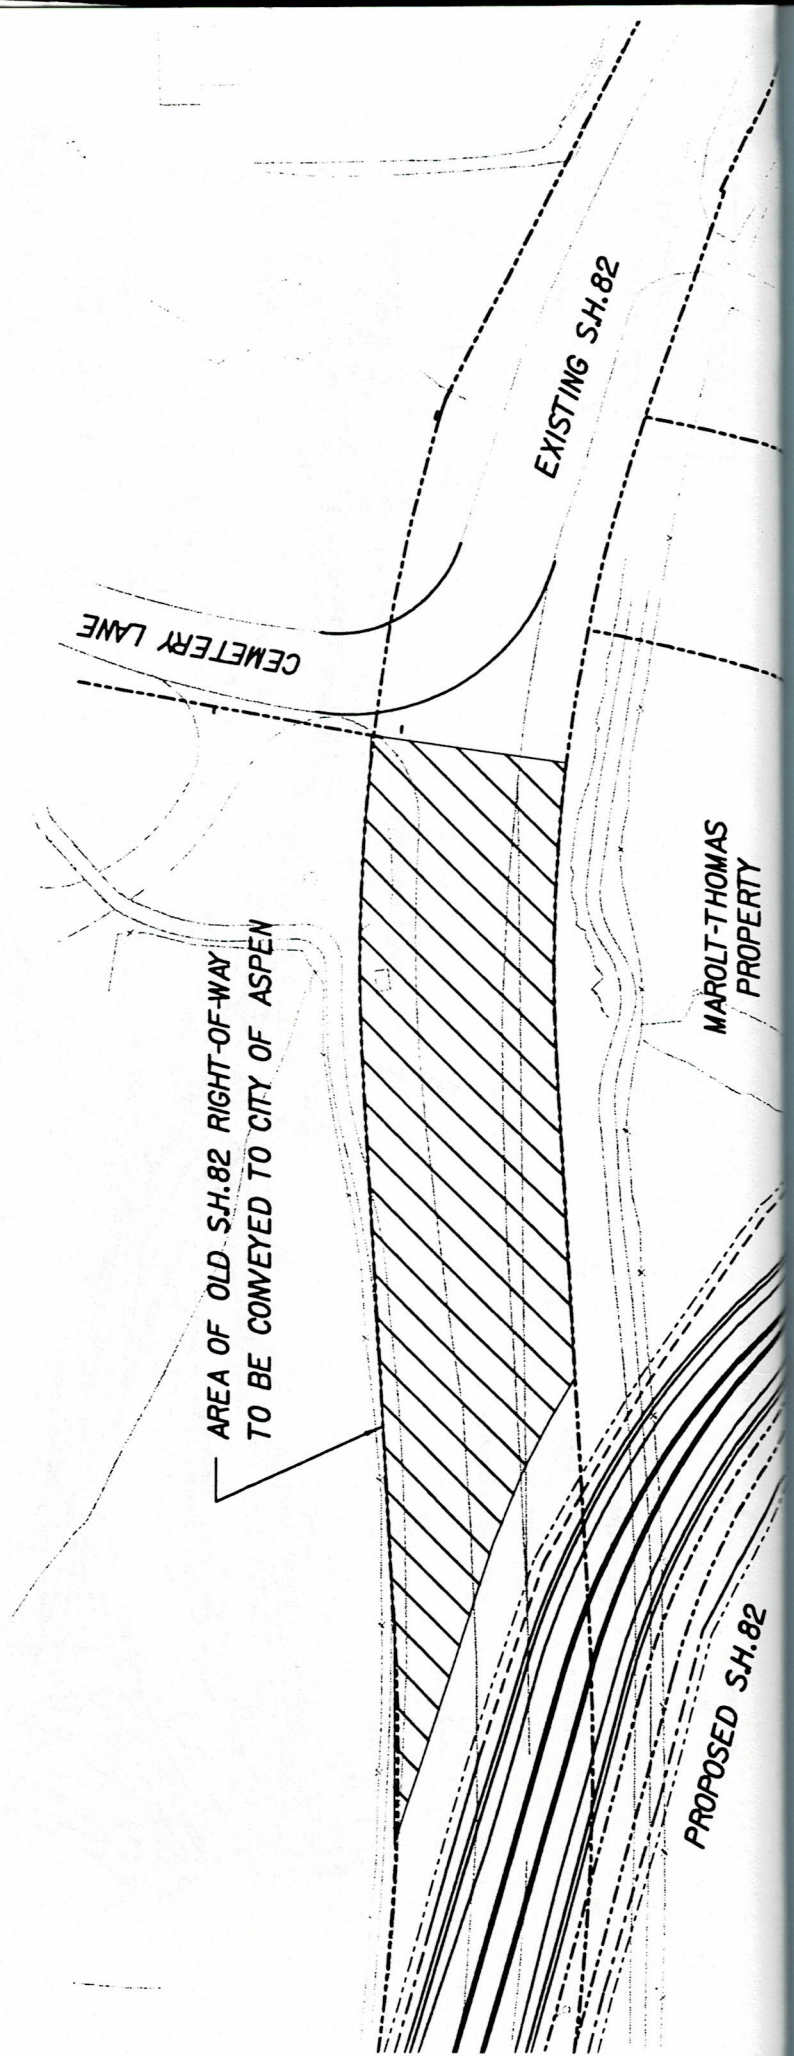 EXISTING S.H.82
CEMETERY LANE
AREA OF OLD S.H.82 RIGHT-OF-WAY
TO BE CONVEYED TO CITY OF ASPEN
MAROLT-THOMAS
PROPERTY
PROPOSED S.H.82